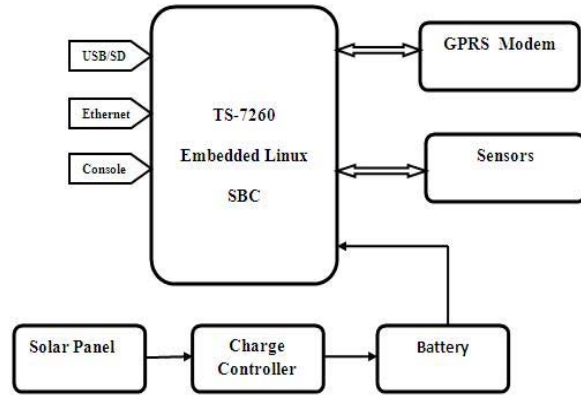 USB/SD
Ethernet
Console
TS-7260
Embedded Linux
SBC
GPRS Modem
Sensors
Solar Panel
Charge
Controller
Battery